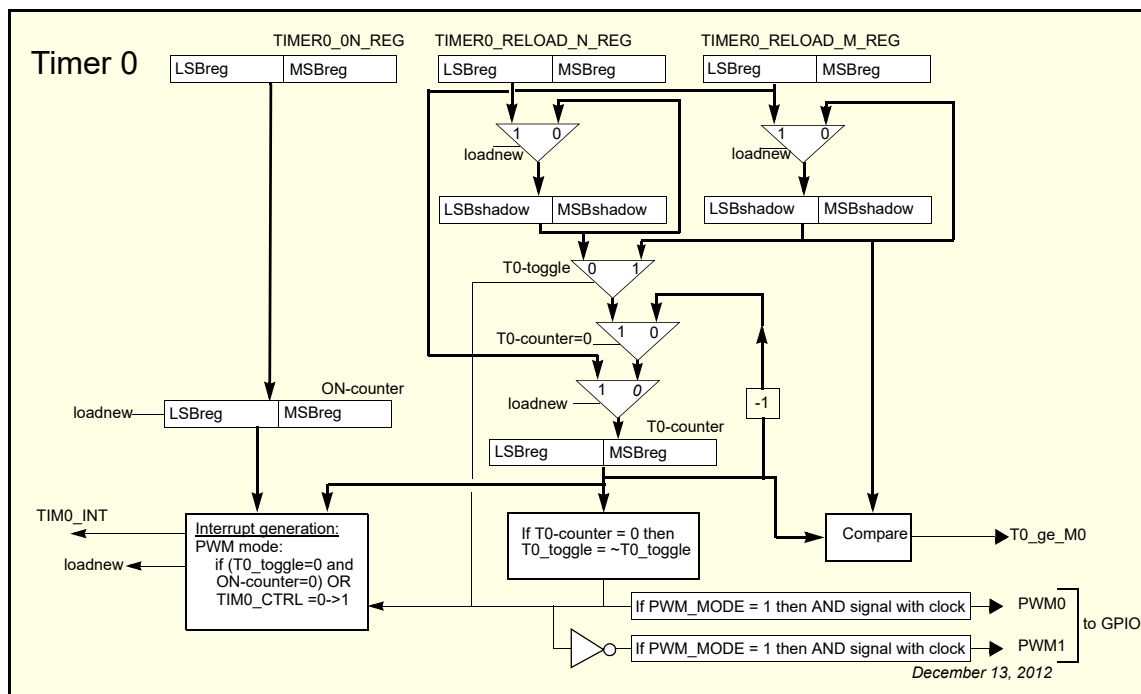 Timer 0
TIMER0_0N_REG
TIMER0_RELOAD_N_REG
TIMER0_RELOAD_M_REG
LSBreg
MSBreg
LSBreg
MSBreg
LSBreg
MSBreg
1
0
1
0
loadnew
loadnew
LSBshadow
MSBshadow
LSBshadow
MSBshadow
T0-toggle
0
1
1
0
T0-counter=0
1
0
ON-counter
loadnew
LSBreg
MSBreg
loadnew
-1
T0-counter
LSBreg
MSBreg
TIM0_INT
loadnew
Interrupt generation:
PWM mode:
if (T0_toggle=0 and
ON-counter=0) OR
TIM0_CTRL =0->1
If T0-counter = 0 then
T0_toggle = ~T0_toggle
Compare
T0_ge_M0
If PWM_MODE = 1 then AND signal with clock
PWM0
to GPIO
If PWM_MODE = 1 then AND signal with clock
PWM1
December 13, 2012